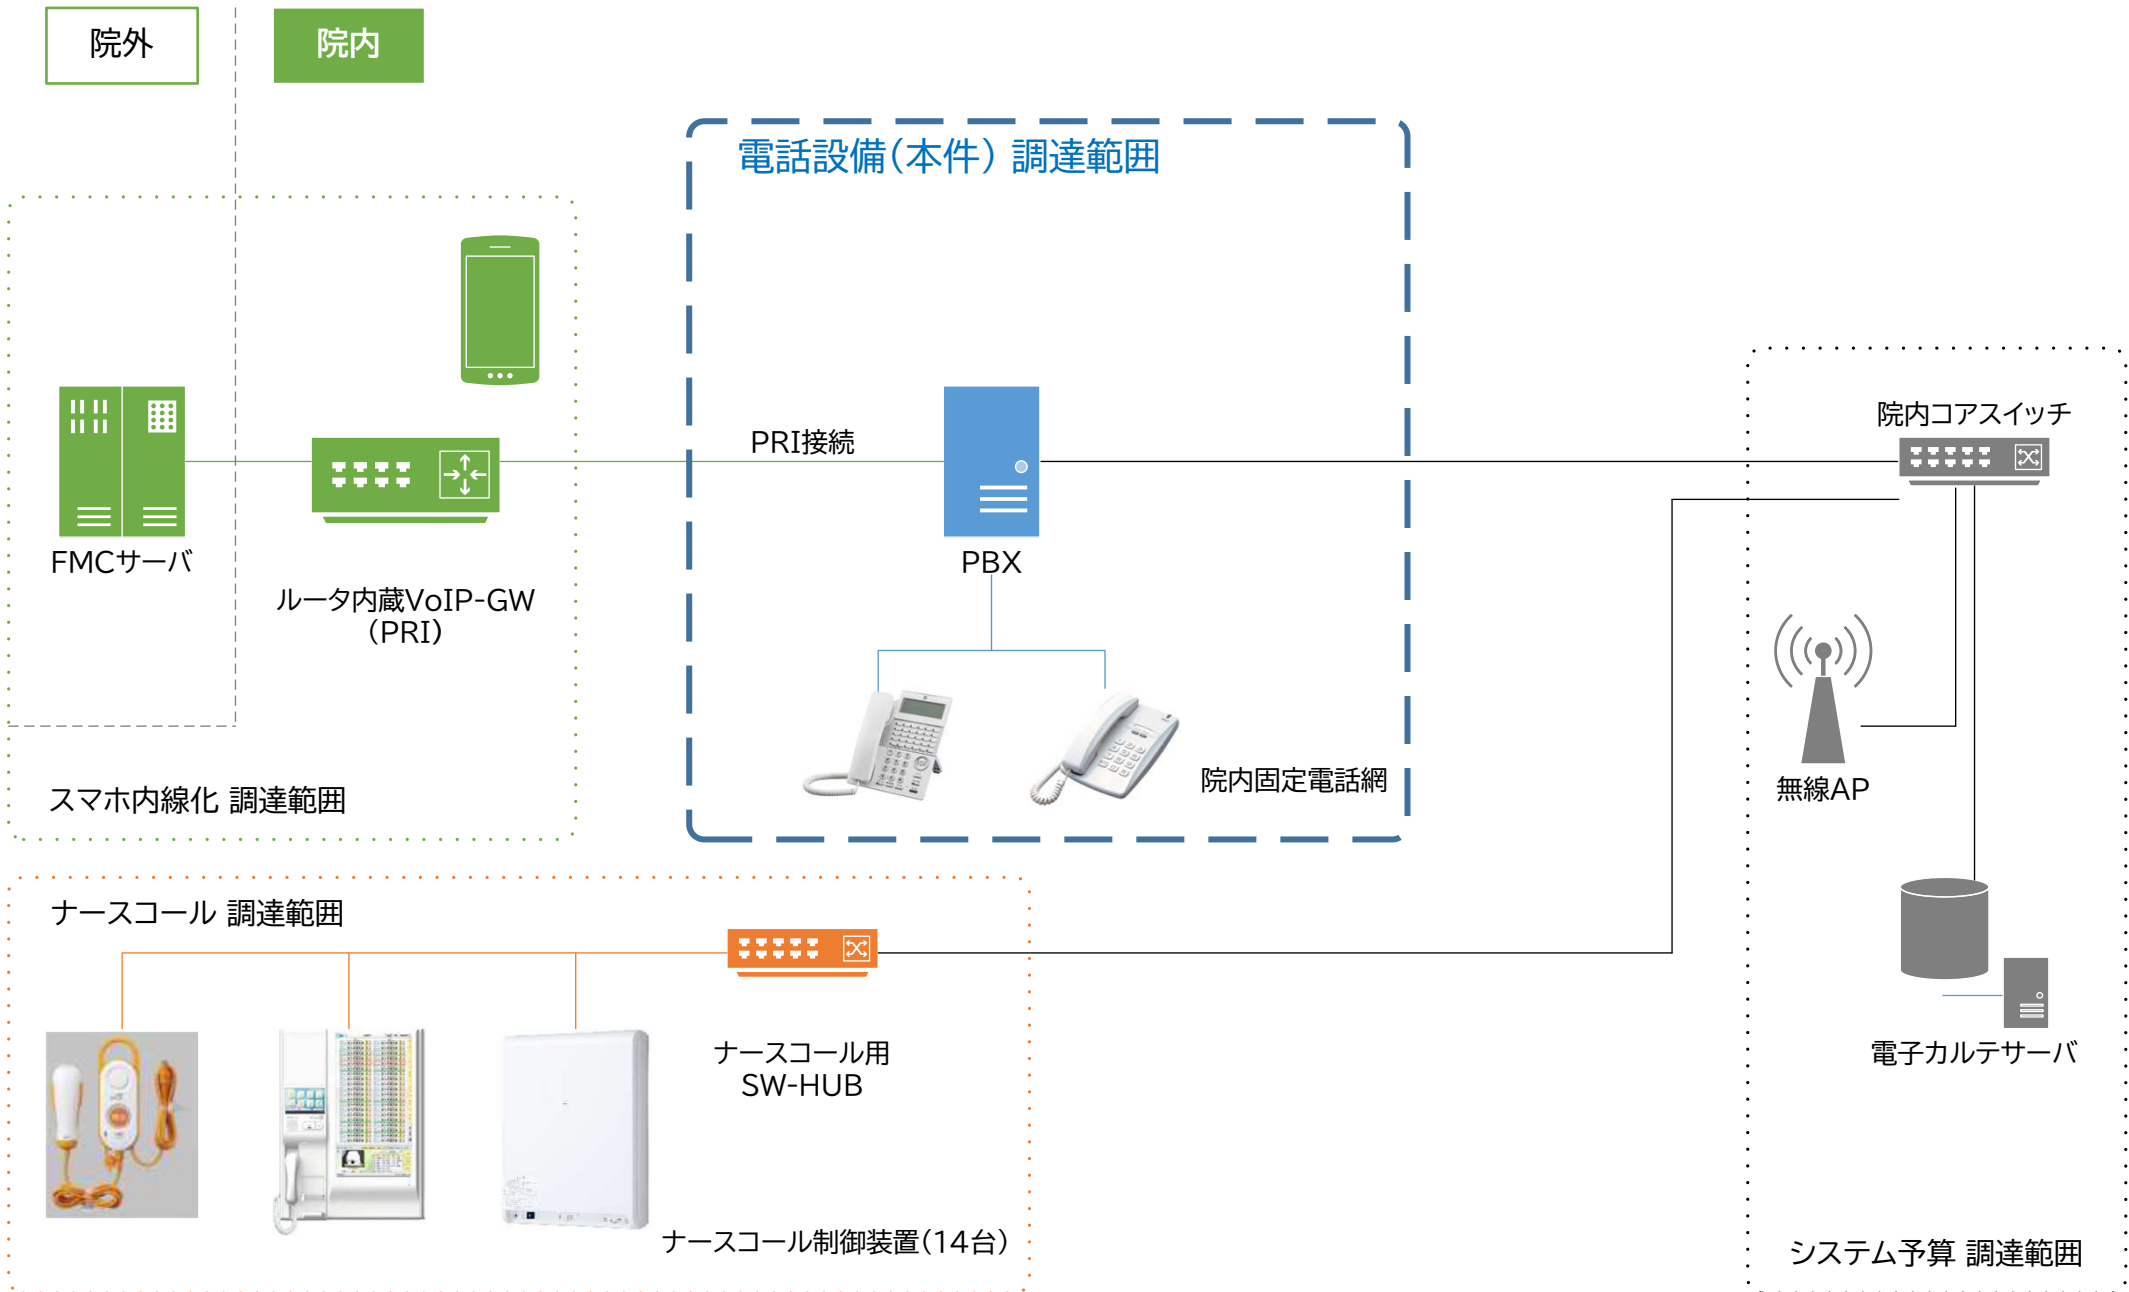 院外
院内
電話設備(本件) 調達範囲
PRI接続
院内コアスイッチ
FMCサーバ
PBX
ルータ内蔵VoIP-GW
(PRI)
院内固定電話網
無線AP
スマホ内線化 調達範囲
ナースコール 調達範囲
ナースコール用
SW-HUB
電子カルテサーバ
ナースコール制御装置(14台)
システム予算 調達範囲